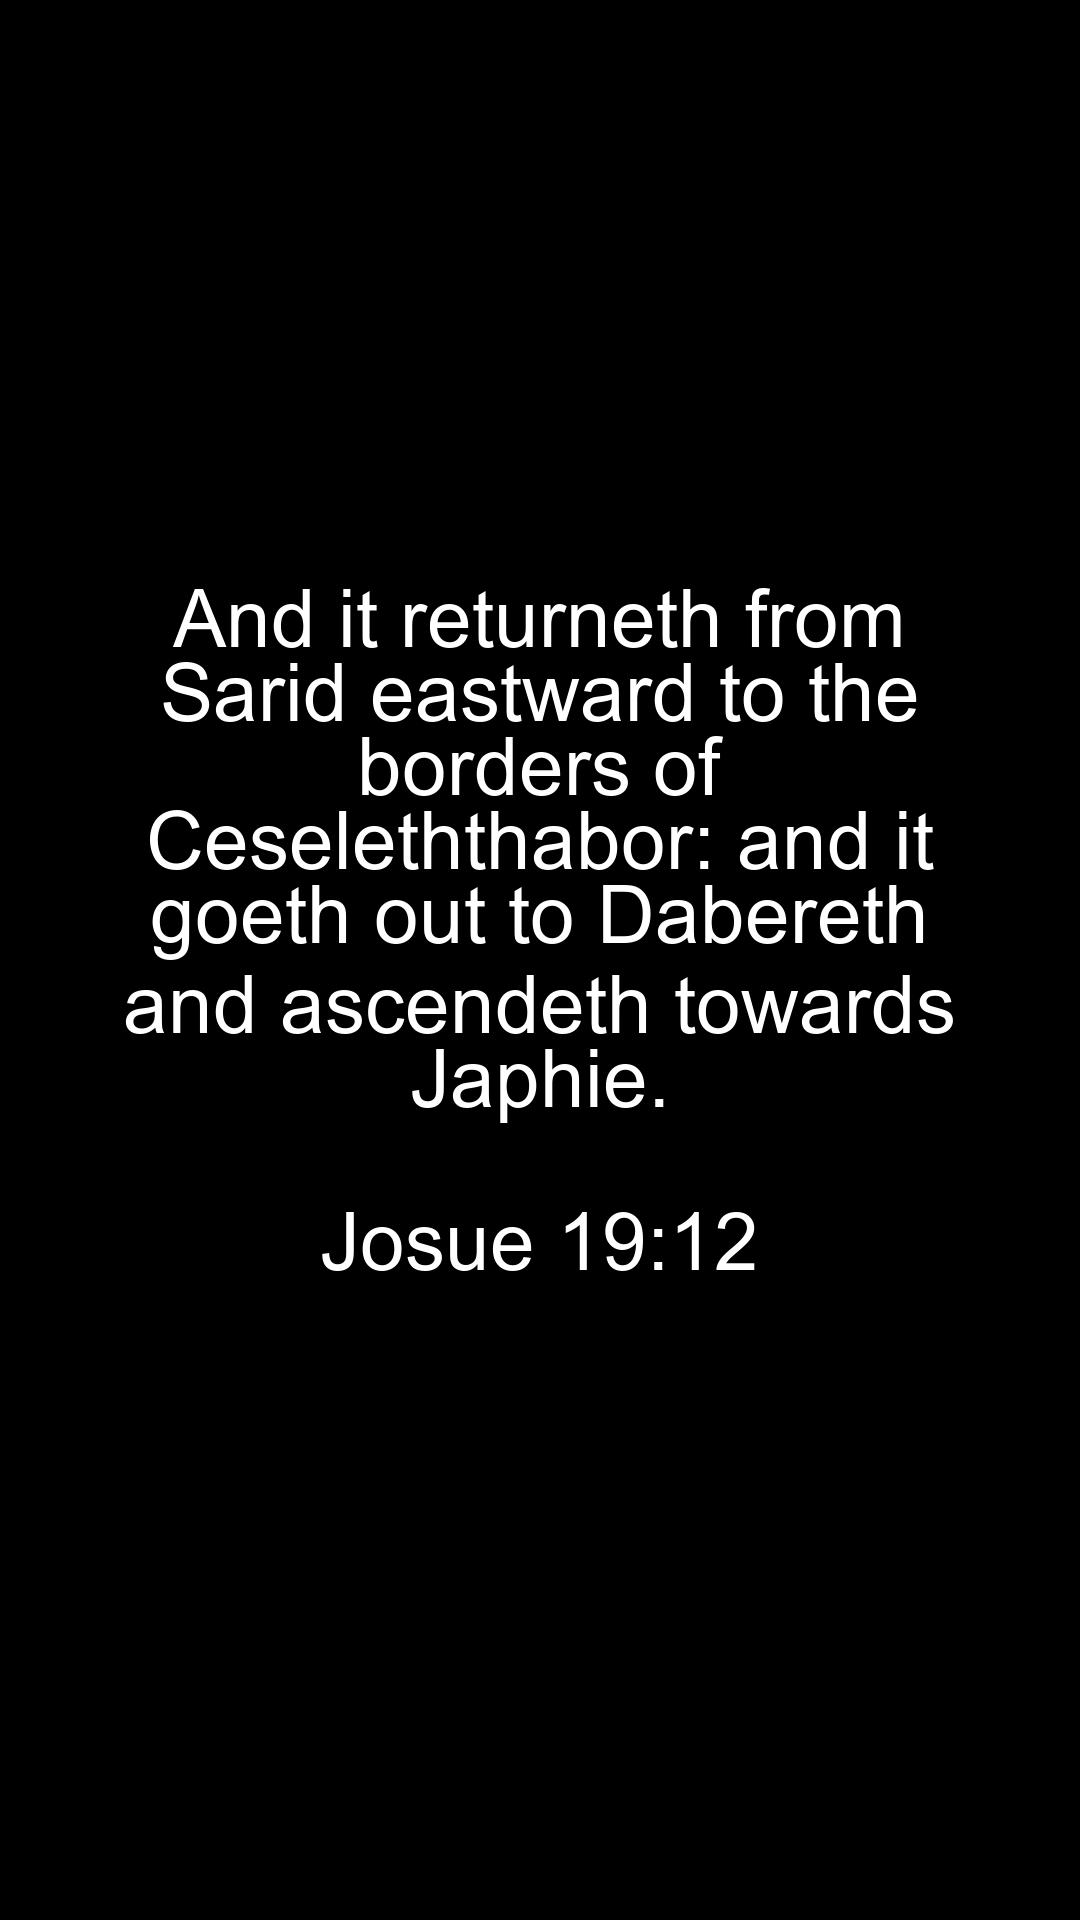 And it returneth from
Sarid eastward to the
borders of
Ceseleththabor: and it
goeth out to Dabereth
and ascendeth towards
Japhie.
Josue 19:12